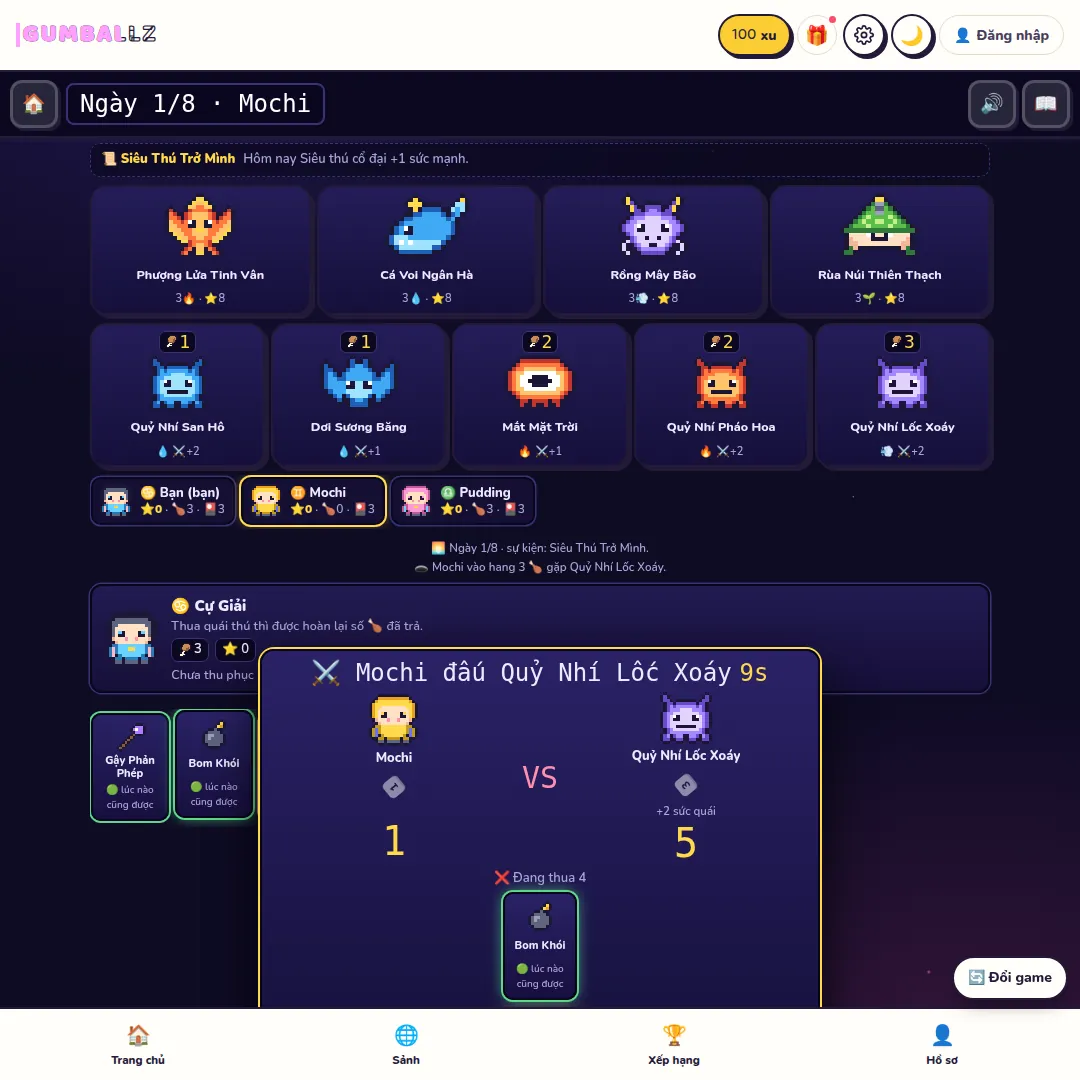 GUMBALLZ
100 xu
Đăng nhập
Ngày 1/8 · Mochi
Siêu Thú Trở Mình Hôm nay Siêu thú cổ đại +1 sức mạnh.
Phượng Lửa Tinh Vân
3 · 8
Cá Voi Ngân Hà
3 · 8
Rồng Mây Bão
3 · 8
Rùa Núi Thiên Thạch
3 · 8
1
Quỷ Nhí San Hô
+2
1
Dơi Sương Băng
+1
2
Mắt Mặt Trời
+1
2
Quỷ Nhí Pháo Hoa
+2
3
Quỷ Nhí Lốc Xoáy
+2
Bạn (bạn)
0 · 3 · 3
Mochi
0 · 0 · 3
Pudding
0 · 3 · 3
Ngày 1/8 · sự kiện: Siêu Thú Trở Mình.
Mochi vào hang 3 gặp Quỷ Nhí Lốc Xoáy.
Cự Giải
Thua quái thú thì được hoàn lại số đã trả.
3 0
Chưa thu phục
Gậy Phản
Phép
lúc nào
cũng được
Bom Khói
lúc nào
cũng được
Mochi đấu Quỷ Nhí Lốc Xoáy 9s
Mochi
1
1
VS
Quỷ Nhí Lốc Xoáy
3
+2 sức quái
5
Đang thua 4
Bom Khói
lúc nào
cũng được
Đổi game
Trang chủ
Sảnh
Xếp hạng
Hồ sơ